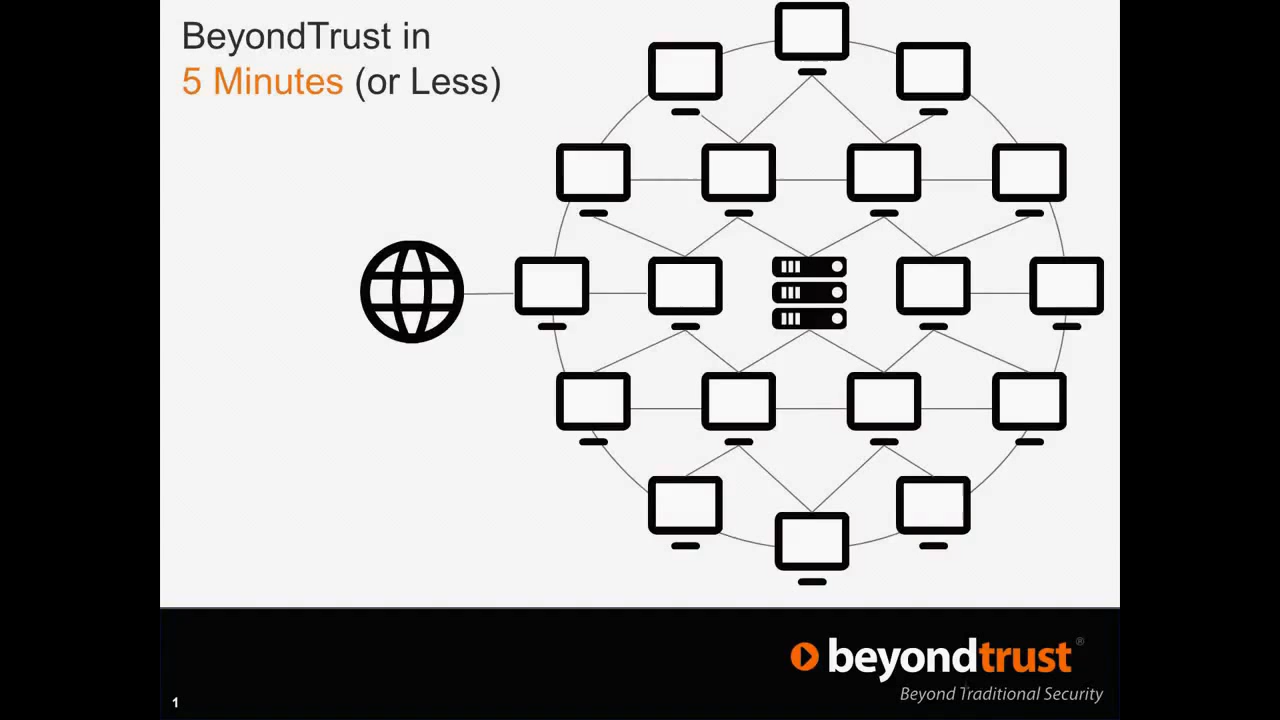 BeyondTrust in
5 Minutes (or Less)
beyondtrust®
Beyond Traditional Security
1